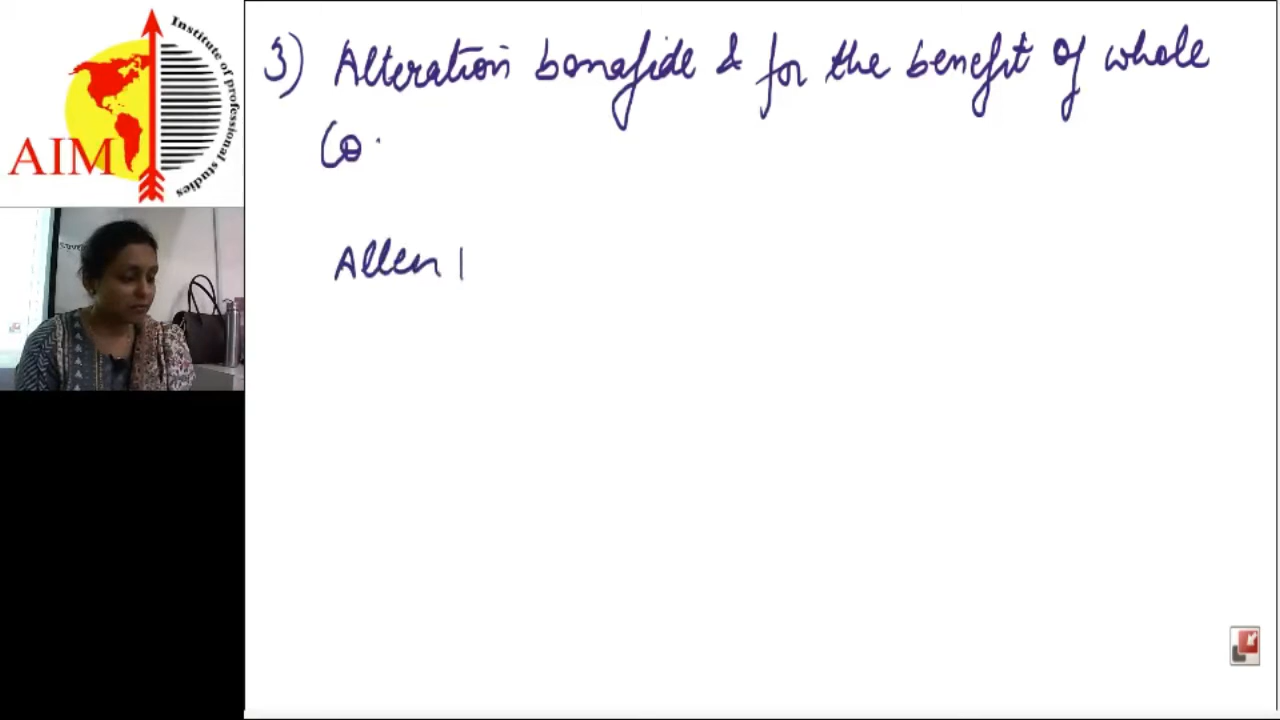 Institute of professional studies
AIM
3) Alteration bonafide & for the benefit of whole
Co.
Allen